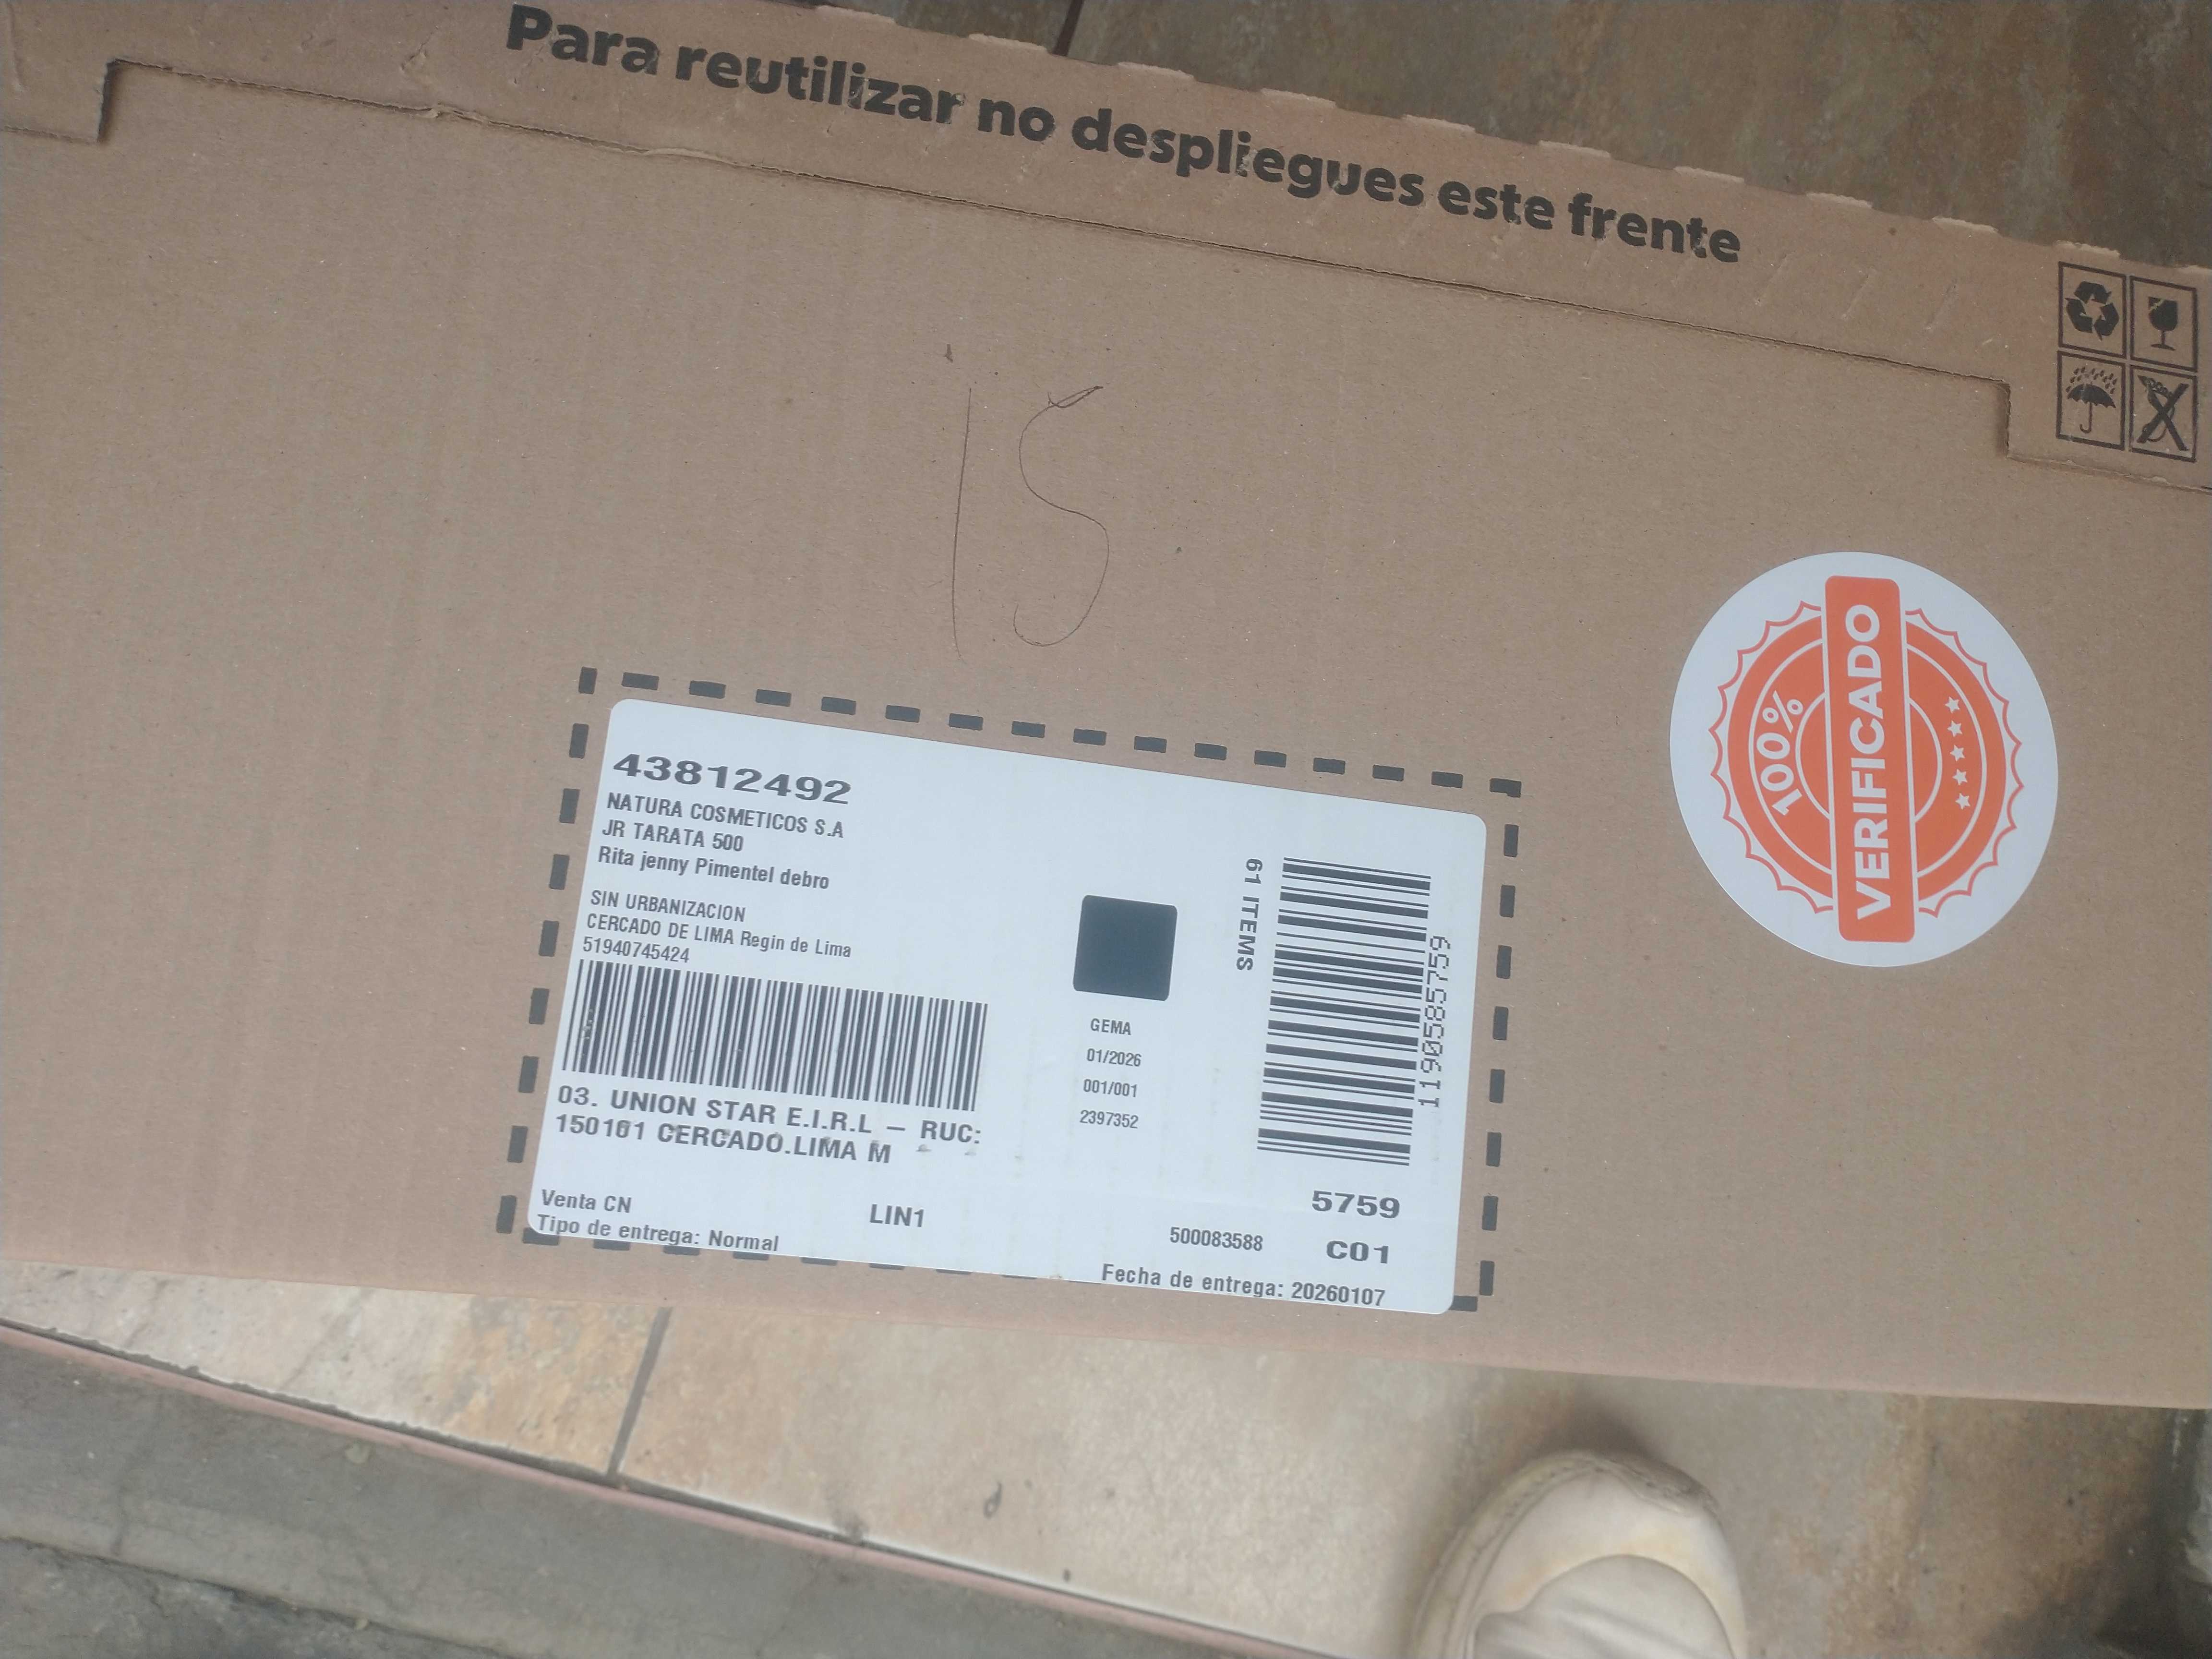 Para reutilizar no despliegues este frente
15
100%
VERIFICADO
43812492
NATURA COSMETICOS S.A
JR TARATA 500
Rita jenny Pimentel debro
SIN URBANIZACION
CERCADO DE LIMA Regin de Lima
51940745424
03. UNION STAR E.I.R.L – RUC:
150101 CERCADO.LIMA M
Venta CN
Tipo de entrega: Normal
LIN1
GEMA
01/2026
001/001
2397352
61 ITEMS
11905885759
5759
500083588
C01
Fecha de entrega: 20260107